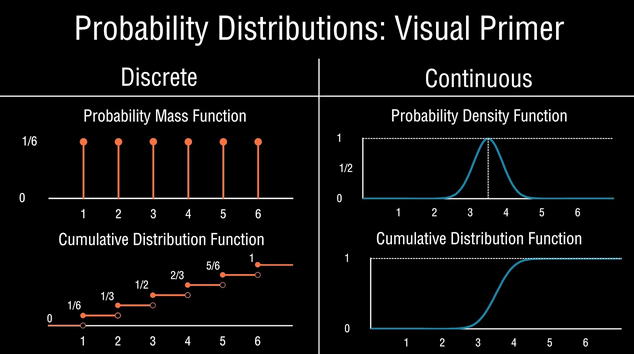 Probability Distributions: Visual Primer
Discrete
Probability Mass Function
1/6
0
1 2 3 4 5 6
Cumulative Distribution Function
0 1/6 1/3 1/2 2/3 5/6 1
1 2 3 4 5 6
Continuous
Probability Density Function
1
1/2
0
1 2 3 4 5 6
Cumulative Distribution Function
1
0
1 2 3 4 5 6